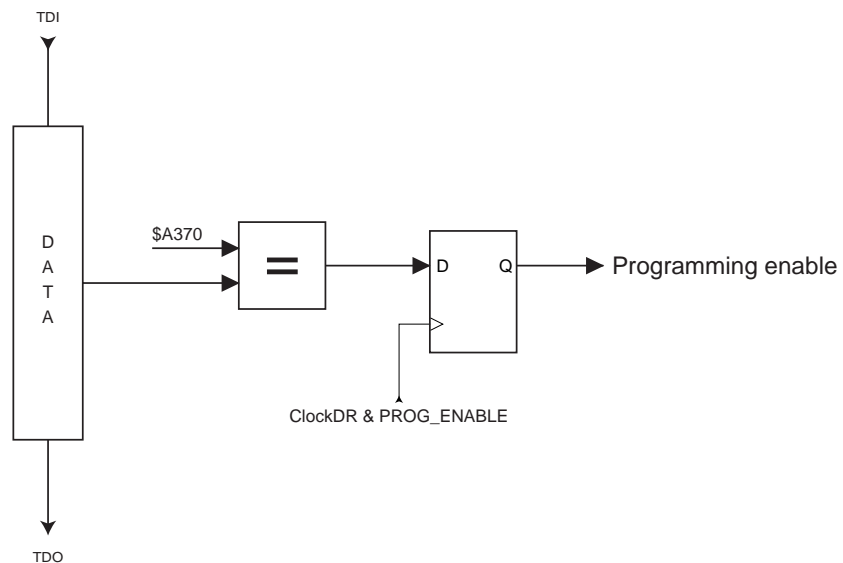 TDI
D
A
T
A
$A370
=
D
Q
Programming enable
ClockDR & PROG_ENABLE
TDO